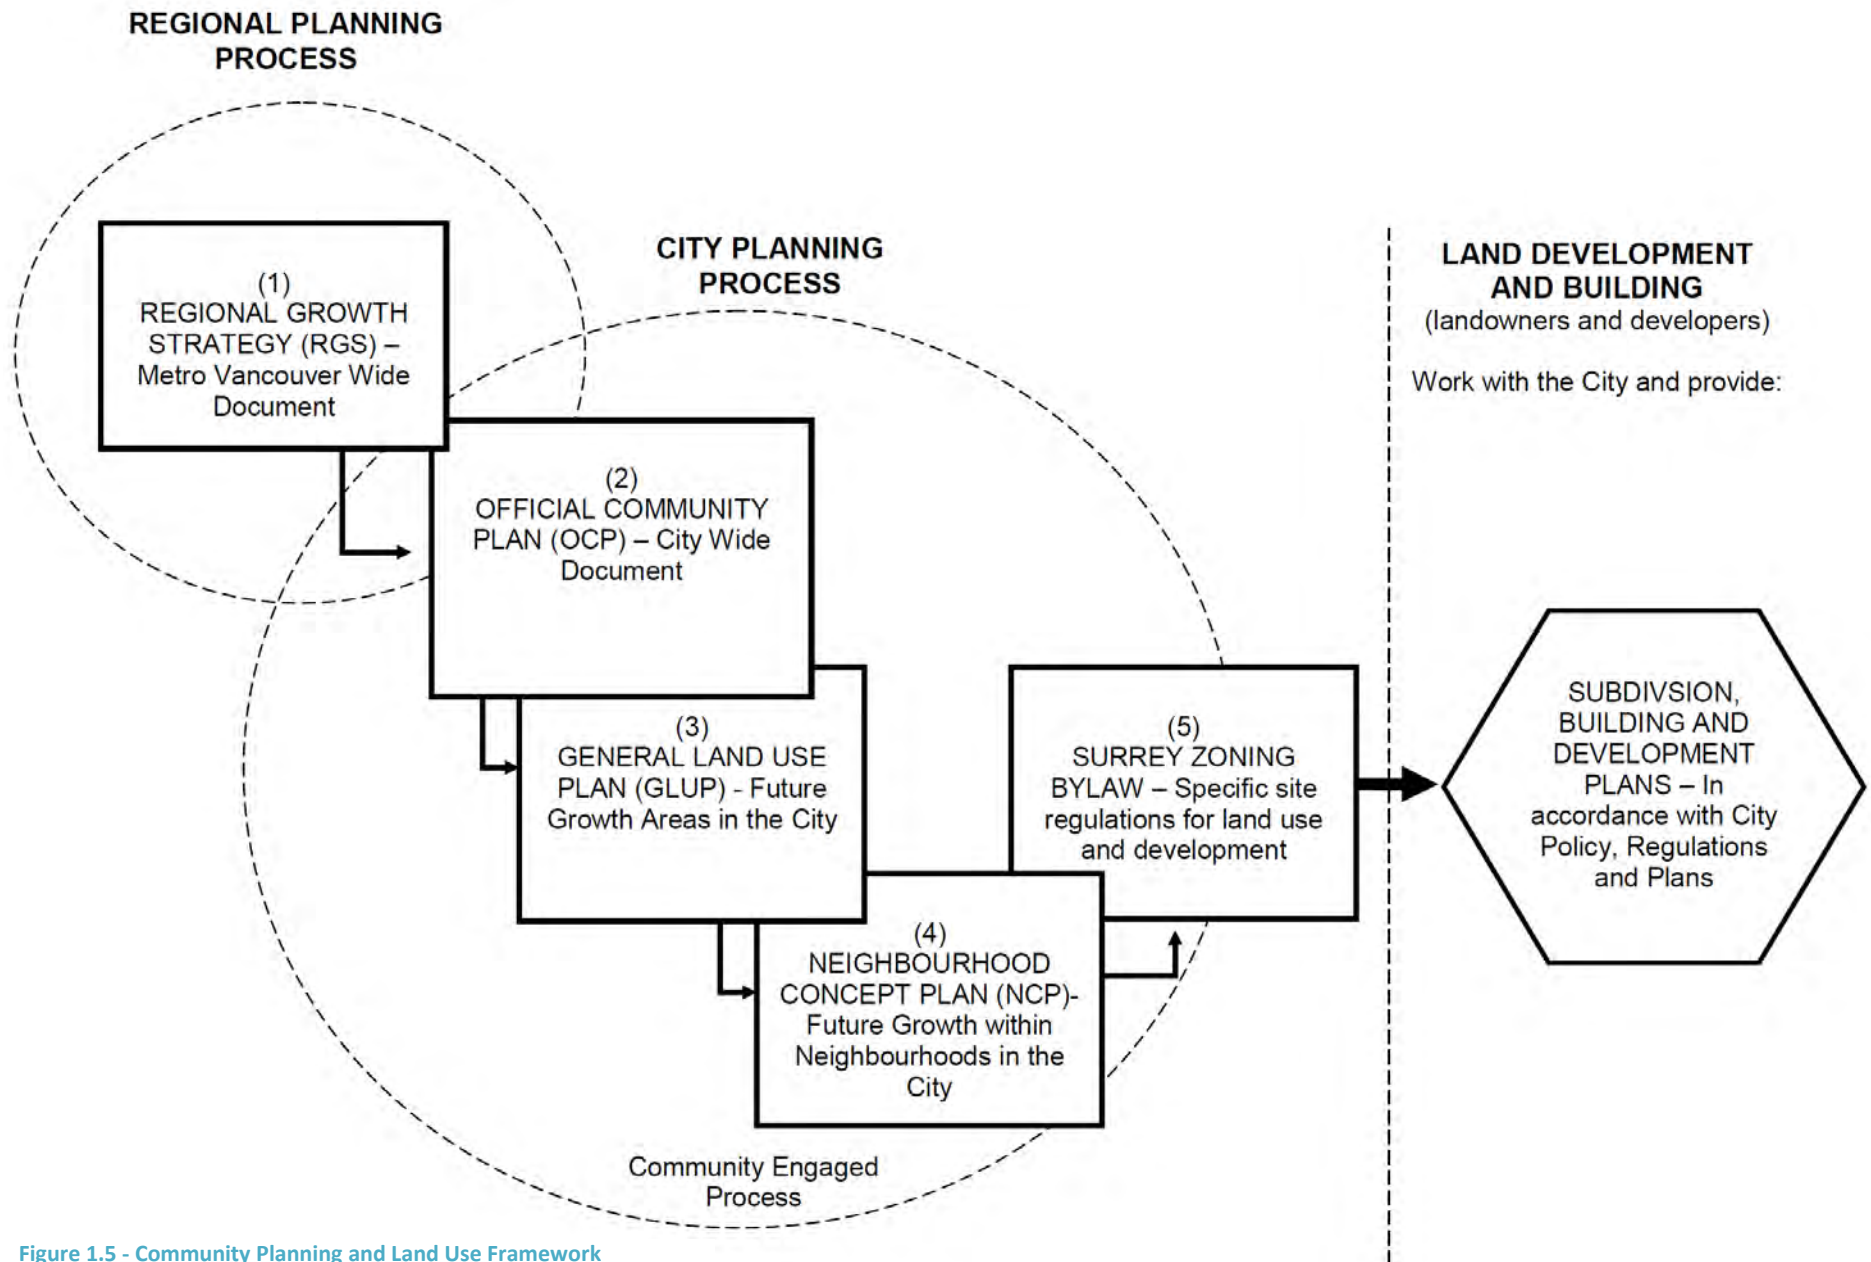 REGIONAL PLANNING
PROCESS
(1)
REGIONAL GROWTH
STRATEGY (RGS) –
Metro Vancouver Wide
Document
CITY PLANNING
PROCESS
(2)
OFFICIAL COMMUNITY
PLAN (OCP) – City Wide
Document
(3)
GENERAL LAND USE
PLAN (GLUP) - Future
Growth Areas in the City
(4)
NEIGHBOURHOOD
CONCEPT PLAN (NCP)-
Future Growth within
Neighbourhoods in the
City
(5)
SURREY ZONING
BYLAW – Specific site
regulations for land use
and development
Community Engaged
Process
LAND DEVELOPMENT
AND BUILDING
(landowners and developers)
Work with the City and provide:
SUBDIVSION,
BUILDING AND
DEVELOPMENT
PLANS – In
accordance with City
Policy, Regulations
and Plans
Figure 1.5 - Community Planning and Land Use Framework